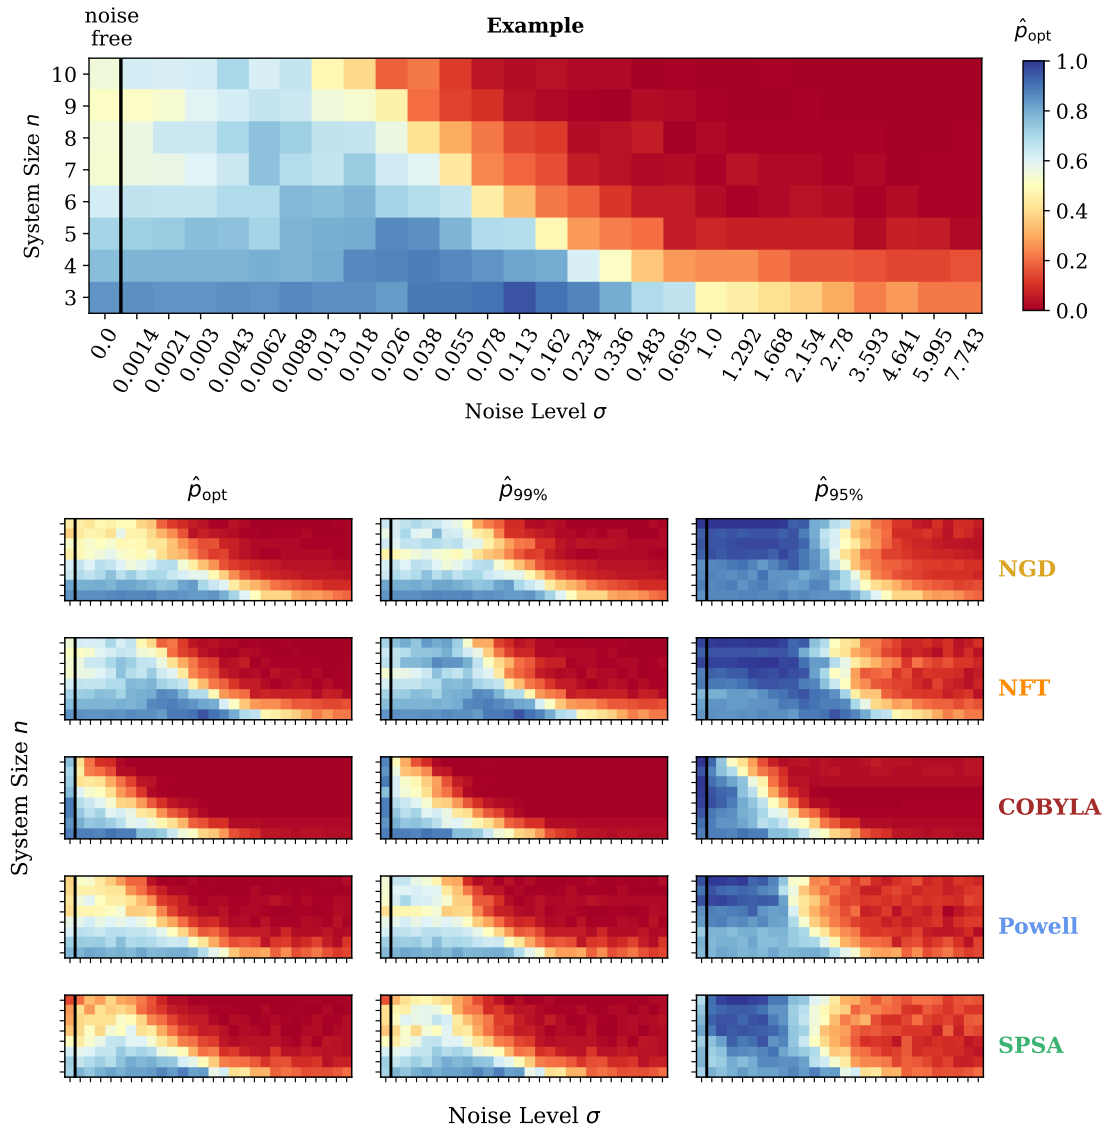 noise
free
Example
p̂opt
System Size n
10
9
8
7
6
5
4
3
1.0
0.8
0.6
0.4
0.2
0.0
0.0
0.0014
0.0021
0.003
0.0043
0.0062
0.0089
0.013
0.018
0.026
0.038
0.055
0.078
0.113
0.162
0.234
0.336
0.483
0.695
1.0
1.292
1.668
2.154
2.78
3.593
4.641
5.995
7.743
Noise Level σ
p̂opt
p̂99%
p̂95%
NGD
NFT
COBYLA
Powell
SPSA
System Size n
Noise Level σ